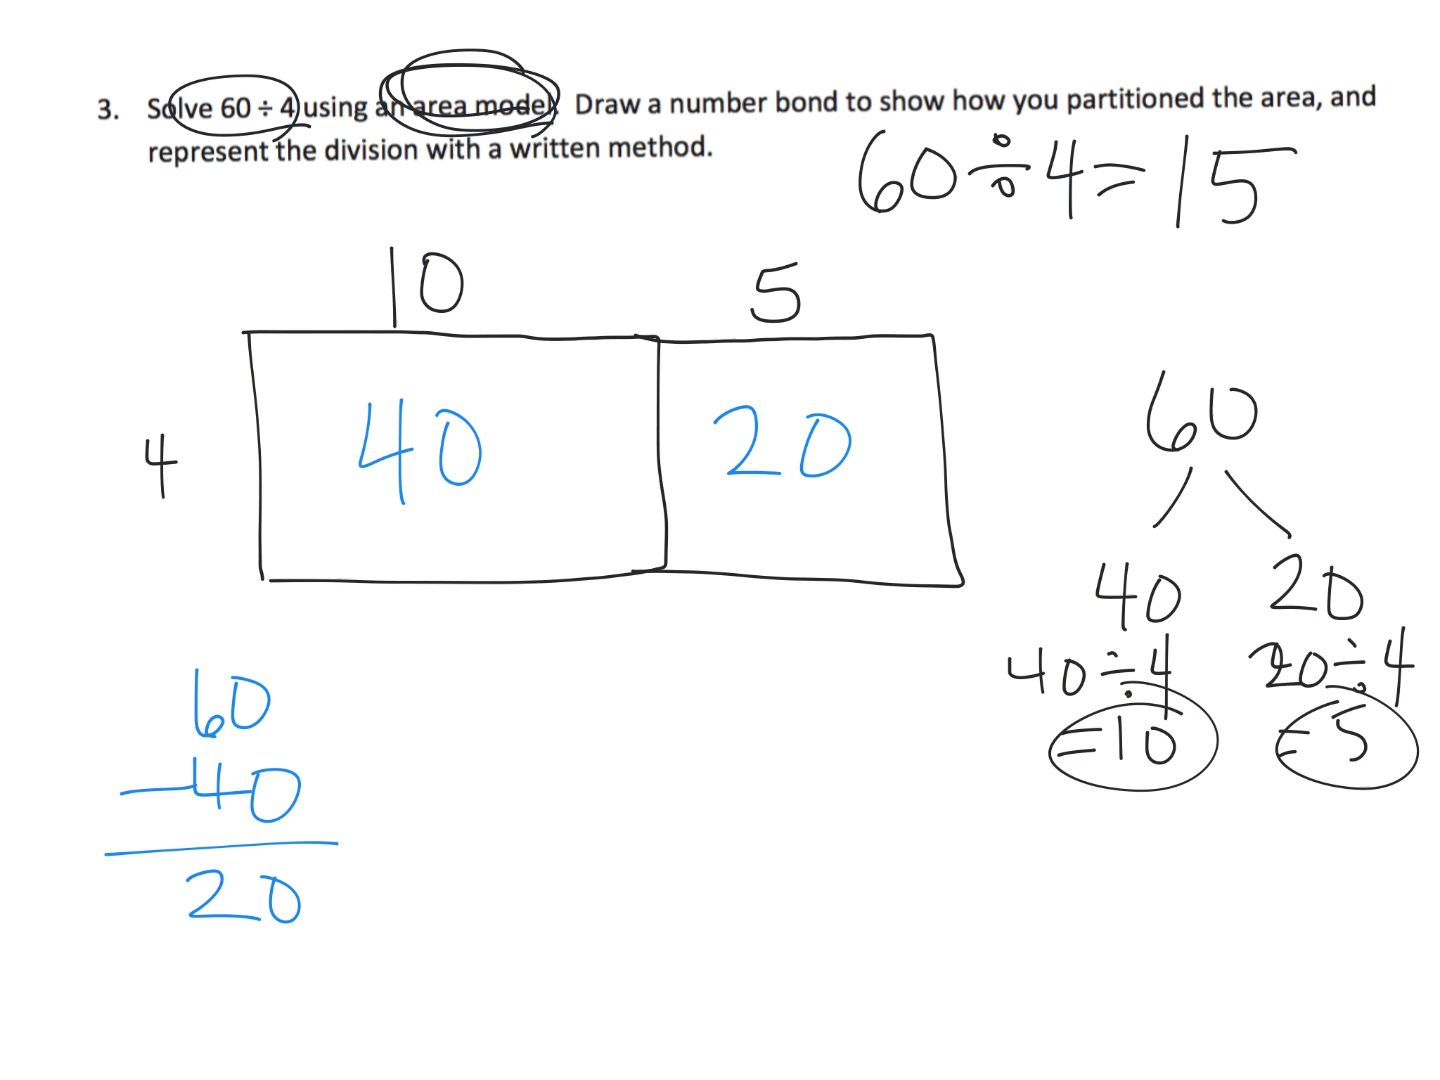 3. Solve 60 ÷ 4 using an area model. Draw a number bond to show how you partitioned the area, and
represent the division with a written method.
60 ÷ 4 = 15
10 5
4 40 20
60
40 20
40 ÷ 4 20 ÷ 4
= 10 = 5
60
- 40
20